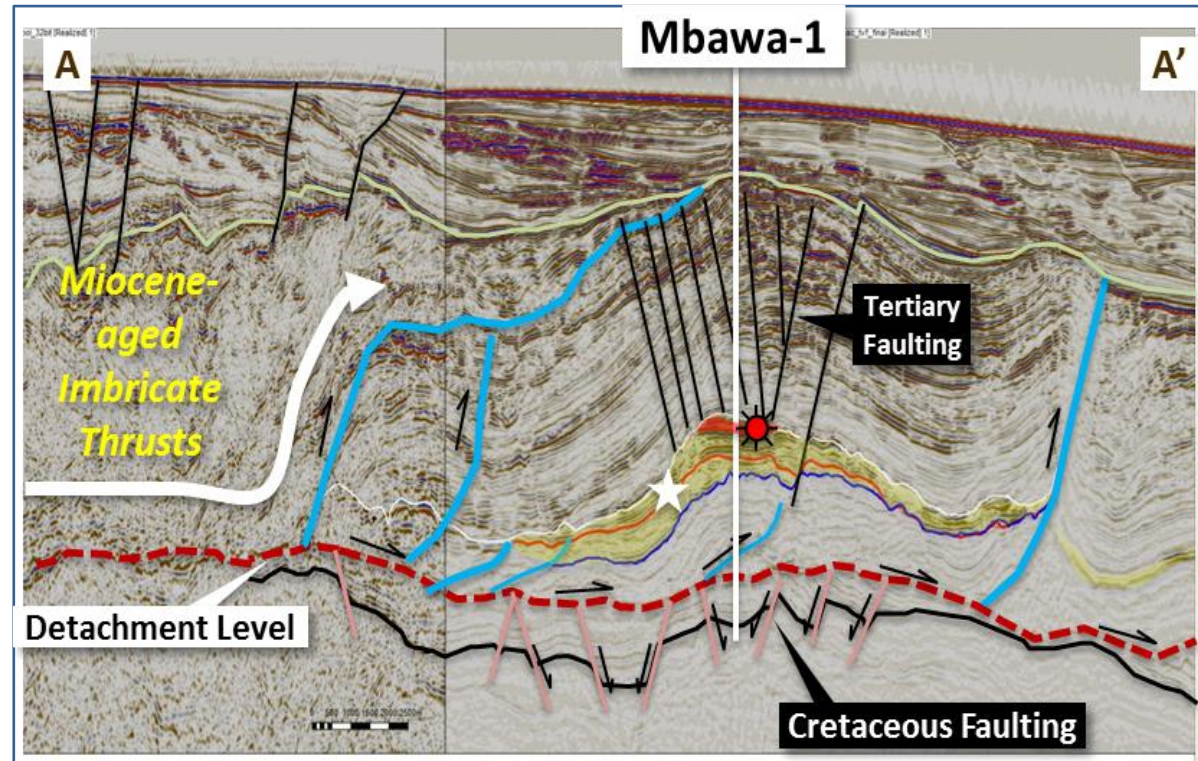 A
Mbawa-1
A'
Miocene-
aged
Imbricate
Thrusts
Tertiary
Faulting
Detachment Level
Cretaceous Faulting